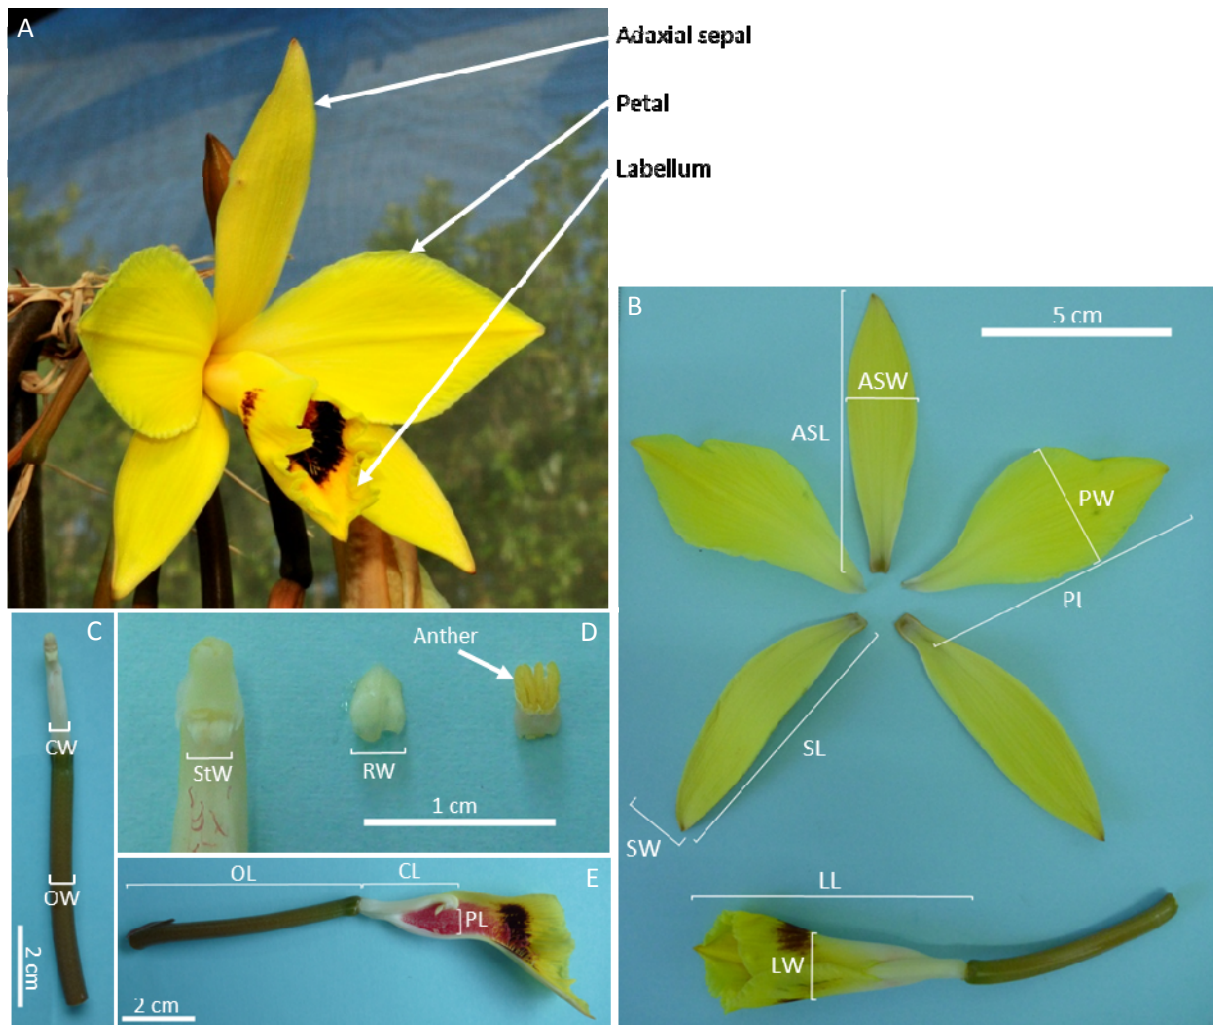 A
Adaxial sepal
Petal
Labellum
B
5 cm
ASW
ASL
PW
PL
SL
SW
LL
LW
C
CW
OW
2 cm
D
Anther
StW
RW
1 cm
E
OL
CL
PL
2 cm